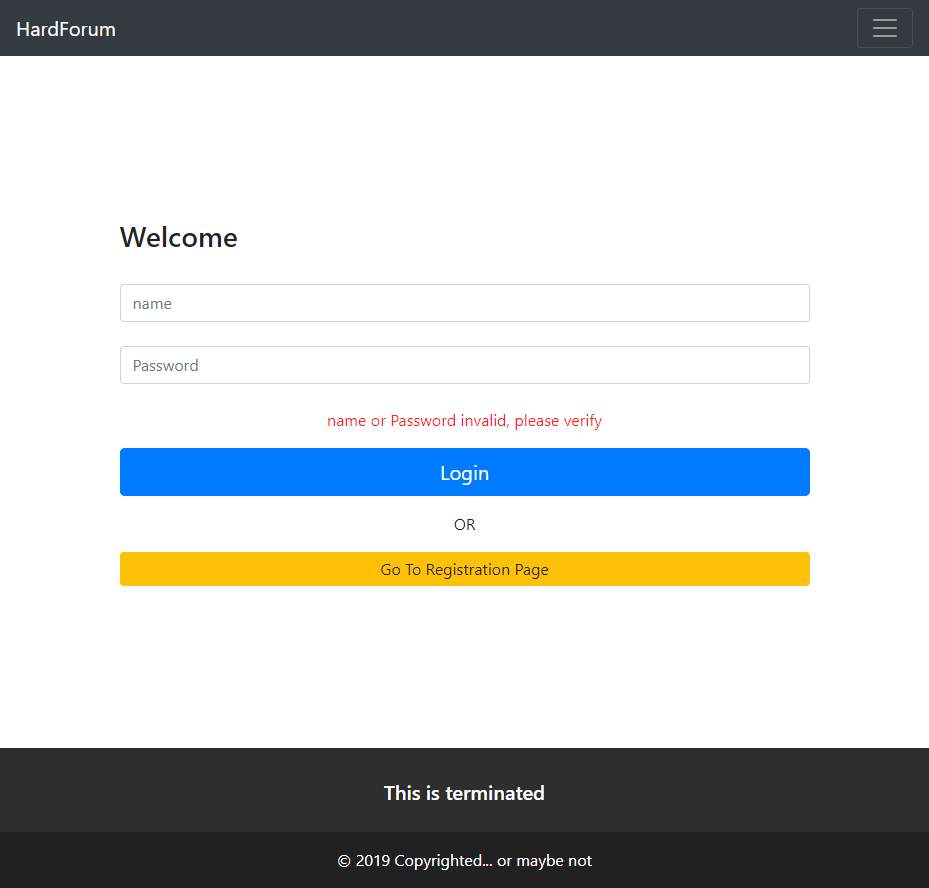 HardForum
Welcome
name
Password
name or Password invalid, please verify
Login
OR
Go To Registration Page
This is terminated
© 2019 Copyrighted... or maybe not